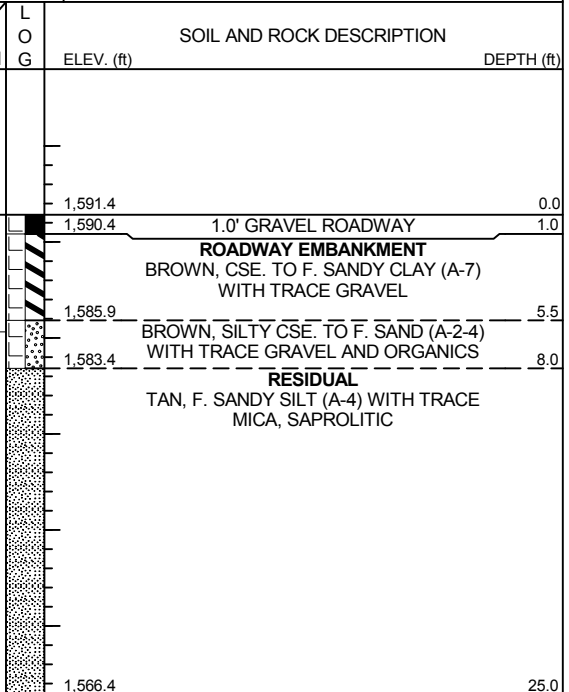 L
O
G
SOIL AND ROCK DESCRIPTION
ELEV. (ft) DEPTH (ft)
1,591.4 0.0
1,590.4 1.0' GRAVEL ROADWAY 1.0
ROADWAY EMBANKMENT
BROWN, CSE. TO F. SANDY CLAY (A-7)
WITH TRACE GRAVEL
1,585.9 5.5
BROWN, SILTY CSE. TO F. SAND (A-2-4)
WITH TRACE GRAVEL AND ORGANICS
1,583.4 8.0
RESIDUAL
TAN, F. SANDY SILT (A-4) WITH TRACE
MICA, SAPROLITIC
1,566.4 25.0